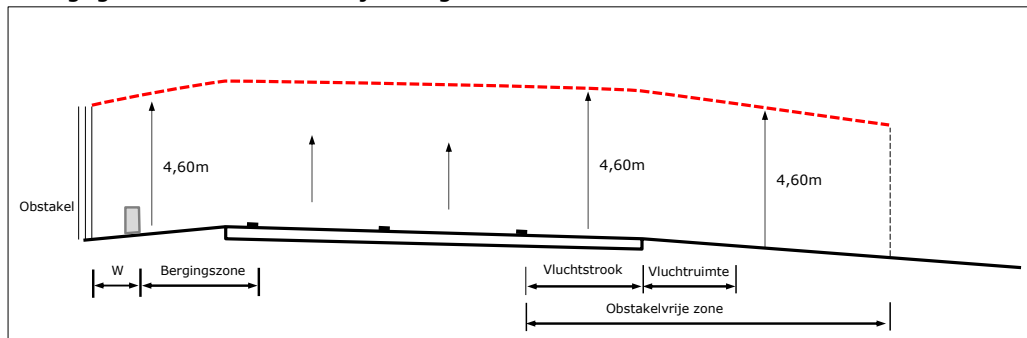 4,60m
4,60m
4,60m
Obstakel
W
Bergingszone
Vluchtstrook
Vluchtruimte
Obstakelvrije zone